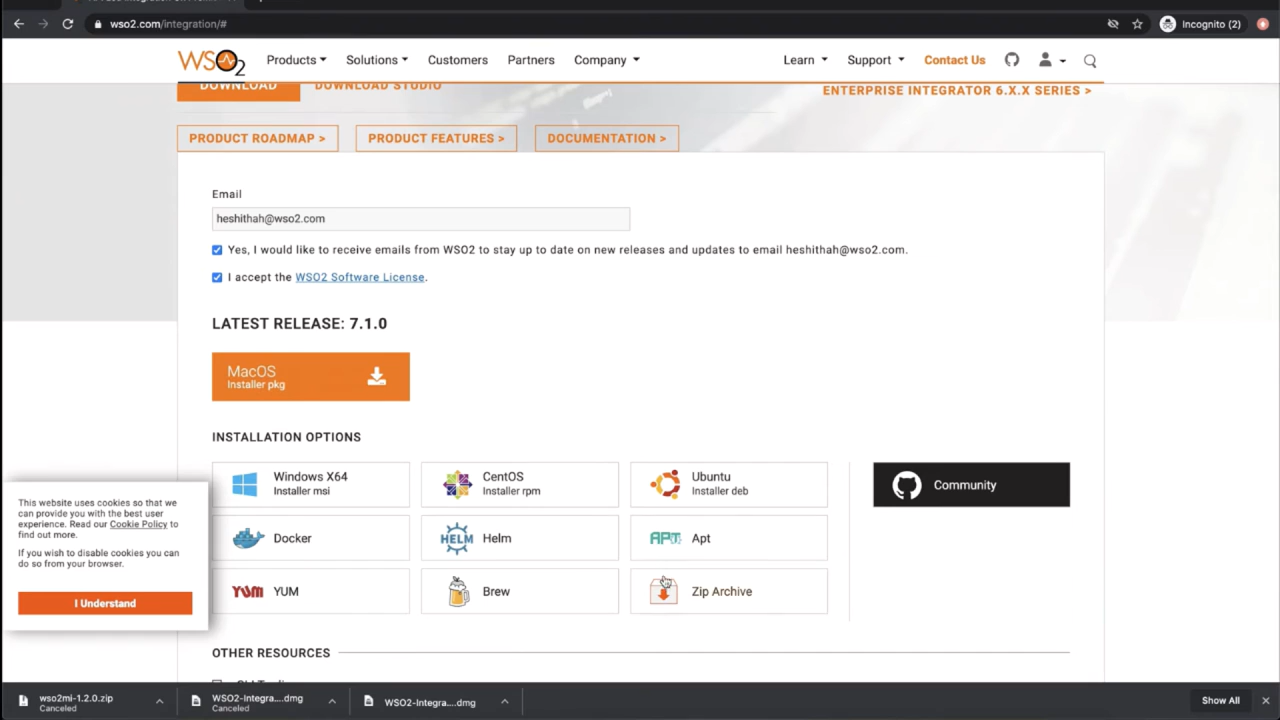 wso2.com/integration/#
Incognito (2)
WSO2
Products
Solutions
Customers
Partners
Company
Learn
Support
Contact Us
DOWNLOAD
DOWNLOAD STUDIO
ENTERPRISE INTEGRATOR 6.X.X SERIES >
PRODUCT ROADMAP >
PRODUCT FEATURES >
DOCUMENTATION >
Email
heshithah@wso2.com
Yes, I would like to receive emails from WSO2 to stay up to date on new releases and updates to email heshithah@wso2.com.
I accept the WSO2 Software License.
LATEST RELEASE: 7.1.0
MacOS
Installer pkg
INSTALLATION OPTIONS
Windows X64
Installer msi
CentOS
Installer rpm
Ubuntu
Installer deb
Community
Docker
HELM
Helm
APT
Apt
YUM
YUM
Brew
Zip Archive
This website uses cookies so that we
can provide you with the best user
experience. Read our Cookie Policy to
find out more.
If you wish to disable cookies you can
do so from your browser.
I Understand
OTHER RESOURCES
wso2mi-1.2.0.zip
Canceled
WSO2-Integra....dmg
Canceled
WSO2-Integra....dmg
Show All